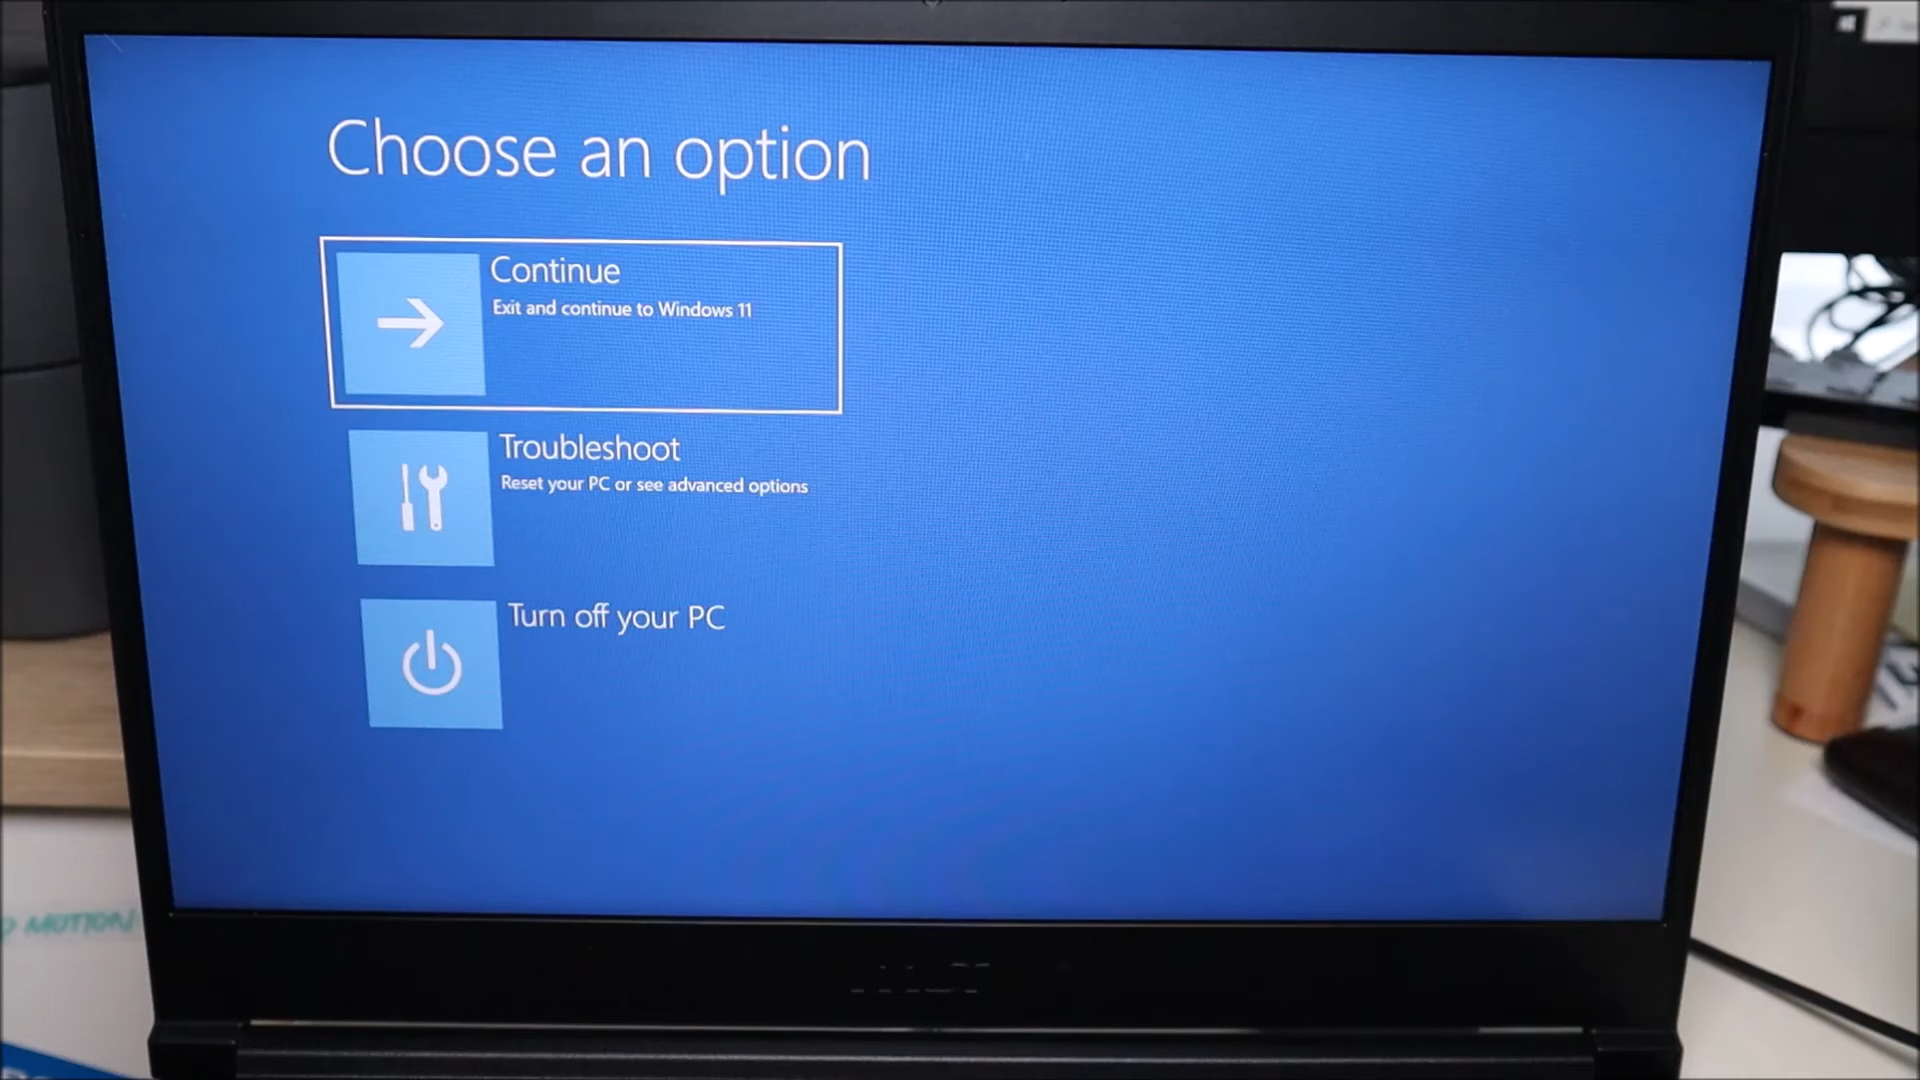 Choose an option
Continue
Exit and continue to Windows 11
Troubleshoot
Reset your PC or see advanced options
Turn off your PC
MOTION